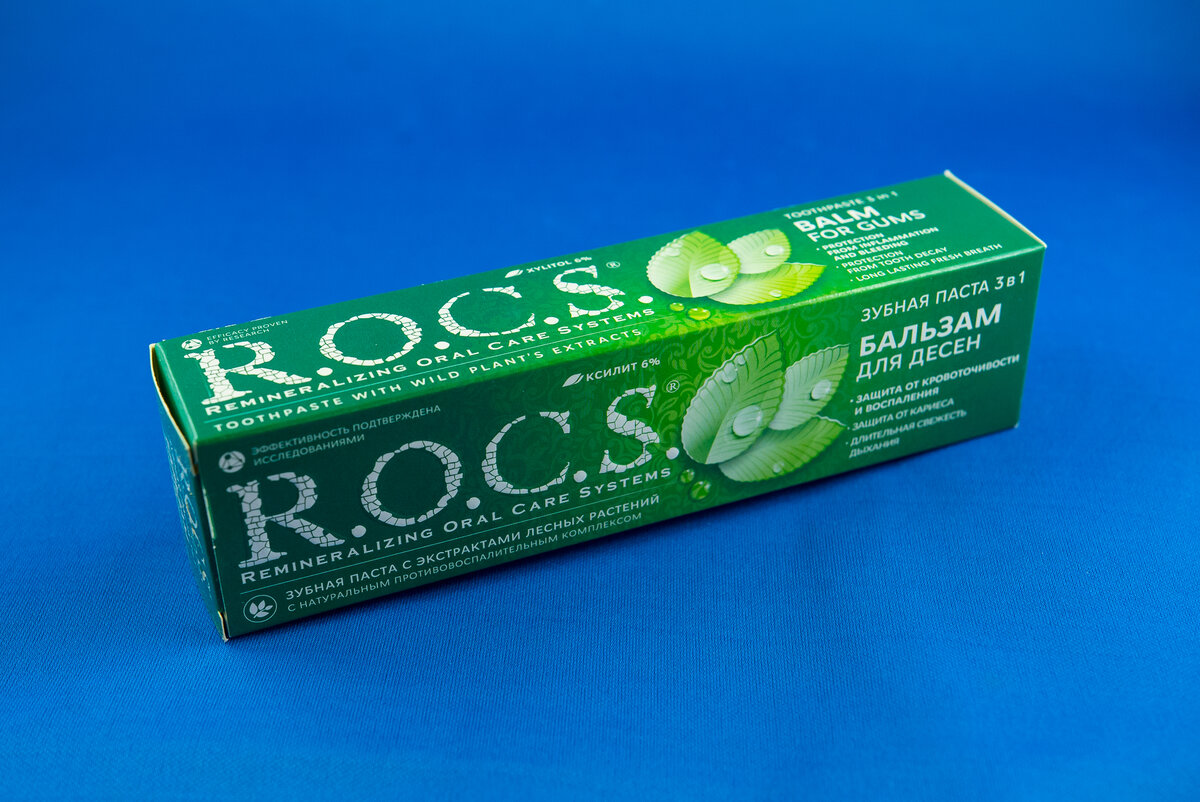 EFFICACY PROVEN
BY RESEARCH
XYLITOL 6%
R.O.C.S.®
REMINERALIZING ORAL CARE SYSTEMS
TOOTHPASTE WITH WILD PLANT'S EXTRACTS
TOOTHPASTE 3 IN 1
BALM
FOR GUMS
• PROTECTION
FROM INFLAMMATION
AND BLEEDING
• PROTECTION
FROM TOOTH DECAY
• LONG LASTING FRESH BREATH
ЭФФЕКТИВНОСТЬ ПОДТВЕРЖДЕНА
ИССЛЕДОВАНИЯМИ
КСИЛИТ 6%
R.O.C.S.®
REMINERALIZING ORAL CARE SYSTEMS
ЗУБНАЯ ПАСТА С ЭКСТРАКТАМИ ЛЕСНЫХ РАСТЕНИЙ
С НАТУРАЛЬНЫМ ПРОТИВОВОСПАЛИТЕЛЬНЫМ КОМПЛЕКСОМ
ЗУБНАЯ ПАСТА 3 В 1
БАЛЬЗАМ
ДЛЯ ДЕСЕН
• ЗАЩИТА ОТ КРОВОТОЧИВОСТИ
И ВОСПАЛЕНИЯ
• ЗАЩИТА ОТ КАРИЕСА
• ДЛИТЕЛЬНАЯ СВЕЖЕСТЬ
ДЫХАНИЯ